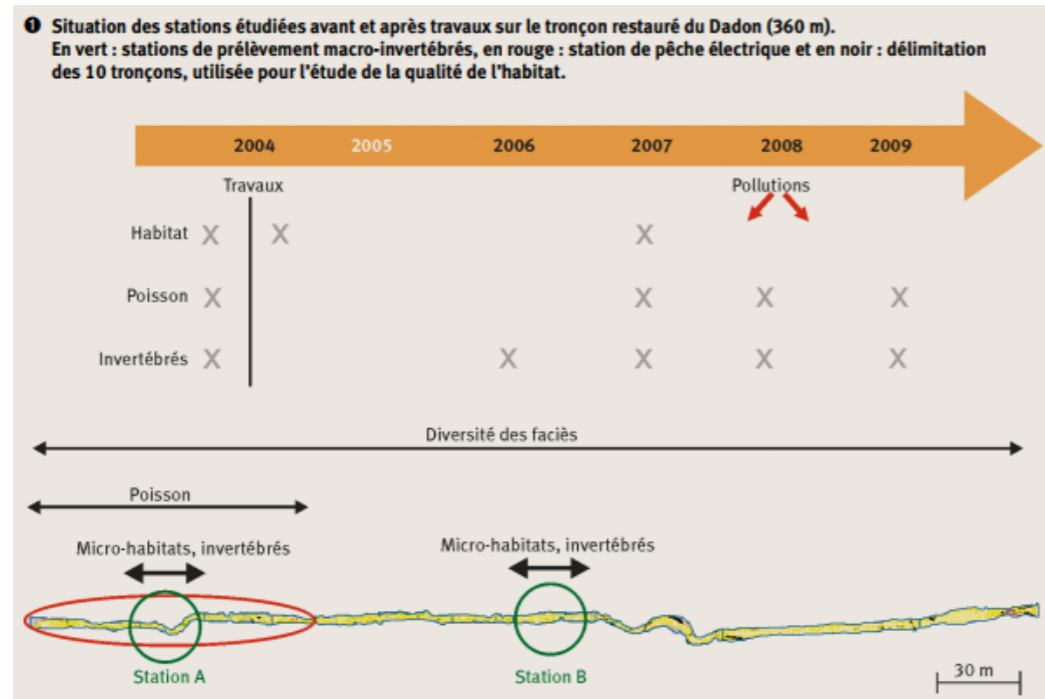 ❶ Situation des stations étudiées avant et après travaux sur le tronçon restauré du Dadon (360 m).
En vert : stations de prélèvement macro-invertébrés, en rouge : station de pêche électrique et en noir : délimitation
des 10 tronçons, utilisée pour l'étude de la qualité de l'habitat.
2004 2005 2006 2007 2008 2009
Travaux Pollutions
Habitat X X X
Poisson X X X X
Invertébrés X X X X X
Diversité des faciès
Poisson
Micro-habitats, invertébrés Micro-habitats, invertébrés
Station A Station B
30 m